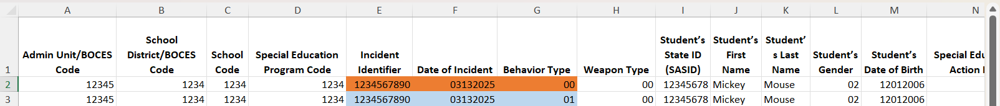 A B C D E F G H I J K L M N
1 Admin Unit/BOCES Code School District/BOCES Code School Code Special Education Program Code Incident Identifier Date of Incident Behavior Type Weapon Type Student’s State ID (SASID) Student’s First Name Student’s Last Name Student’s Gender Student’s Date of Birth Special Edu Action
2 12345 1234 1234 1234 1234567890 03132025 00 00 12345678 Mickey Mouse 02 12012006
3 12345 1234 1234 1234 1234567890 03132025 01 00 12345678 Mickey Mouse 02 12012006